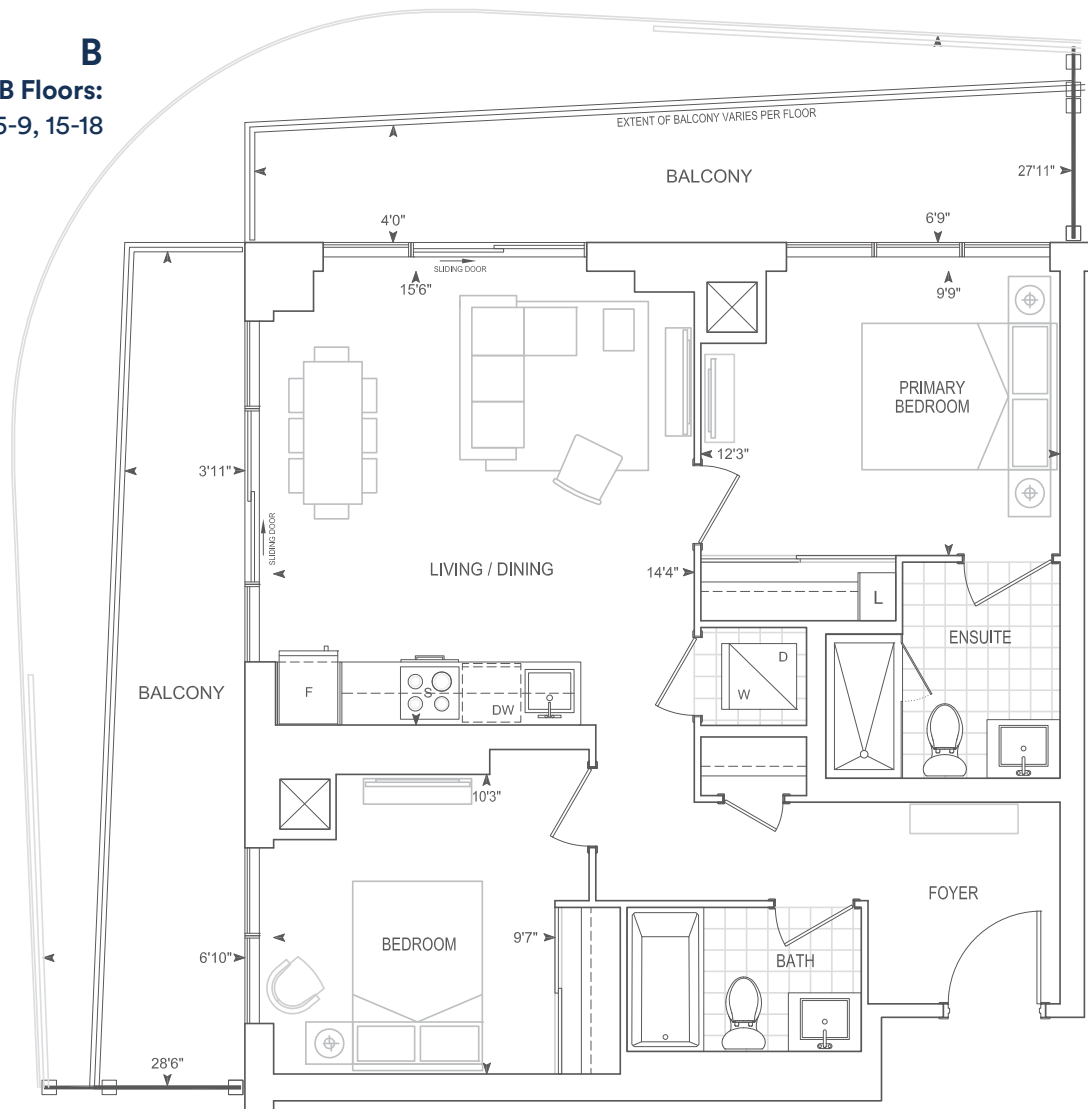 B
B Floors:
5-9, 15-18
EXTENT OF BALCONY VARIES PER FLOOR
BALCONY
27'11"
4'0"
6'9"
SLIDING DOOR
15'6"
9'9"
PRIMARY
BEDROOM
12'3"
3'11"
SLIDING DOOR
LIVING / DINING
14'4"
L
ENSUITE
D
W
BALCONY
F
S
DW
10'3"
FOYER
BEDROOM
9'7"
BATH
6'10"
28'6"